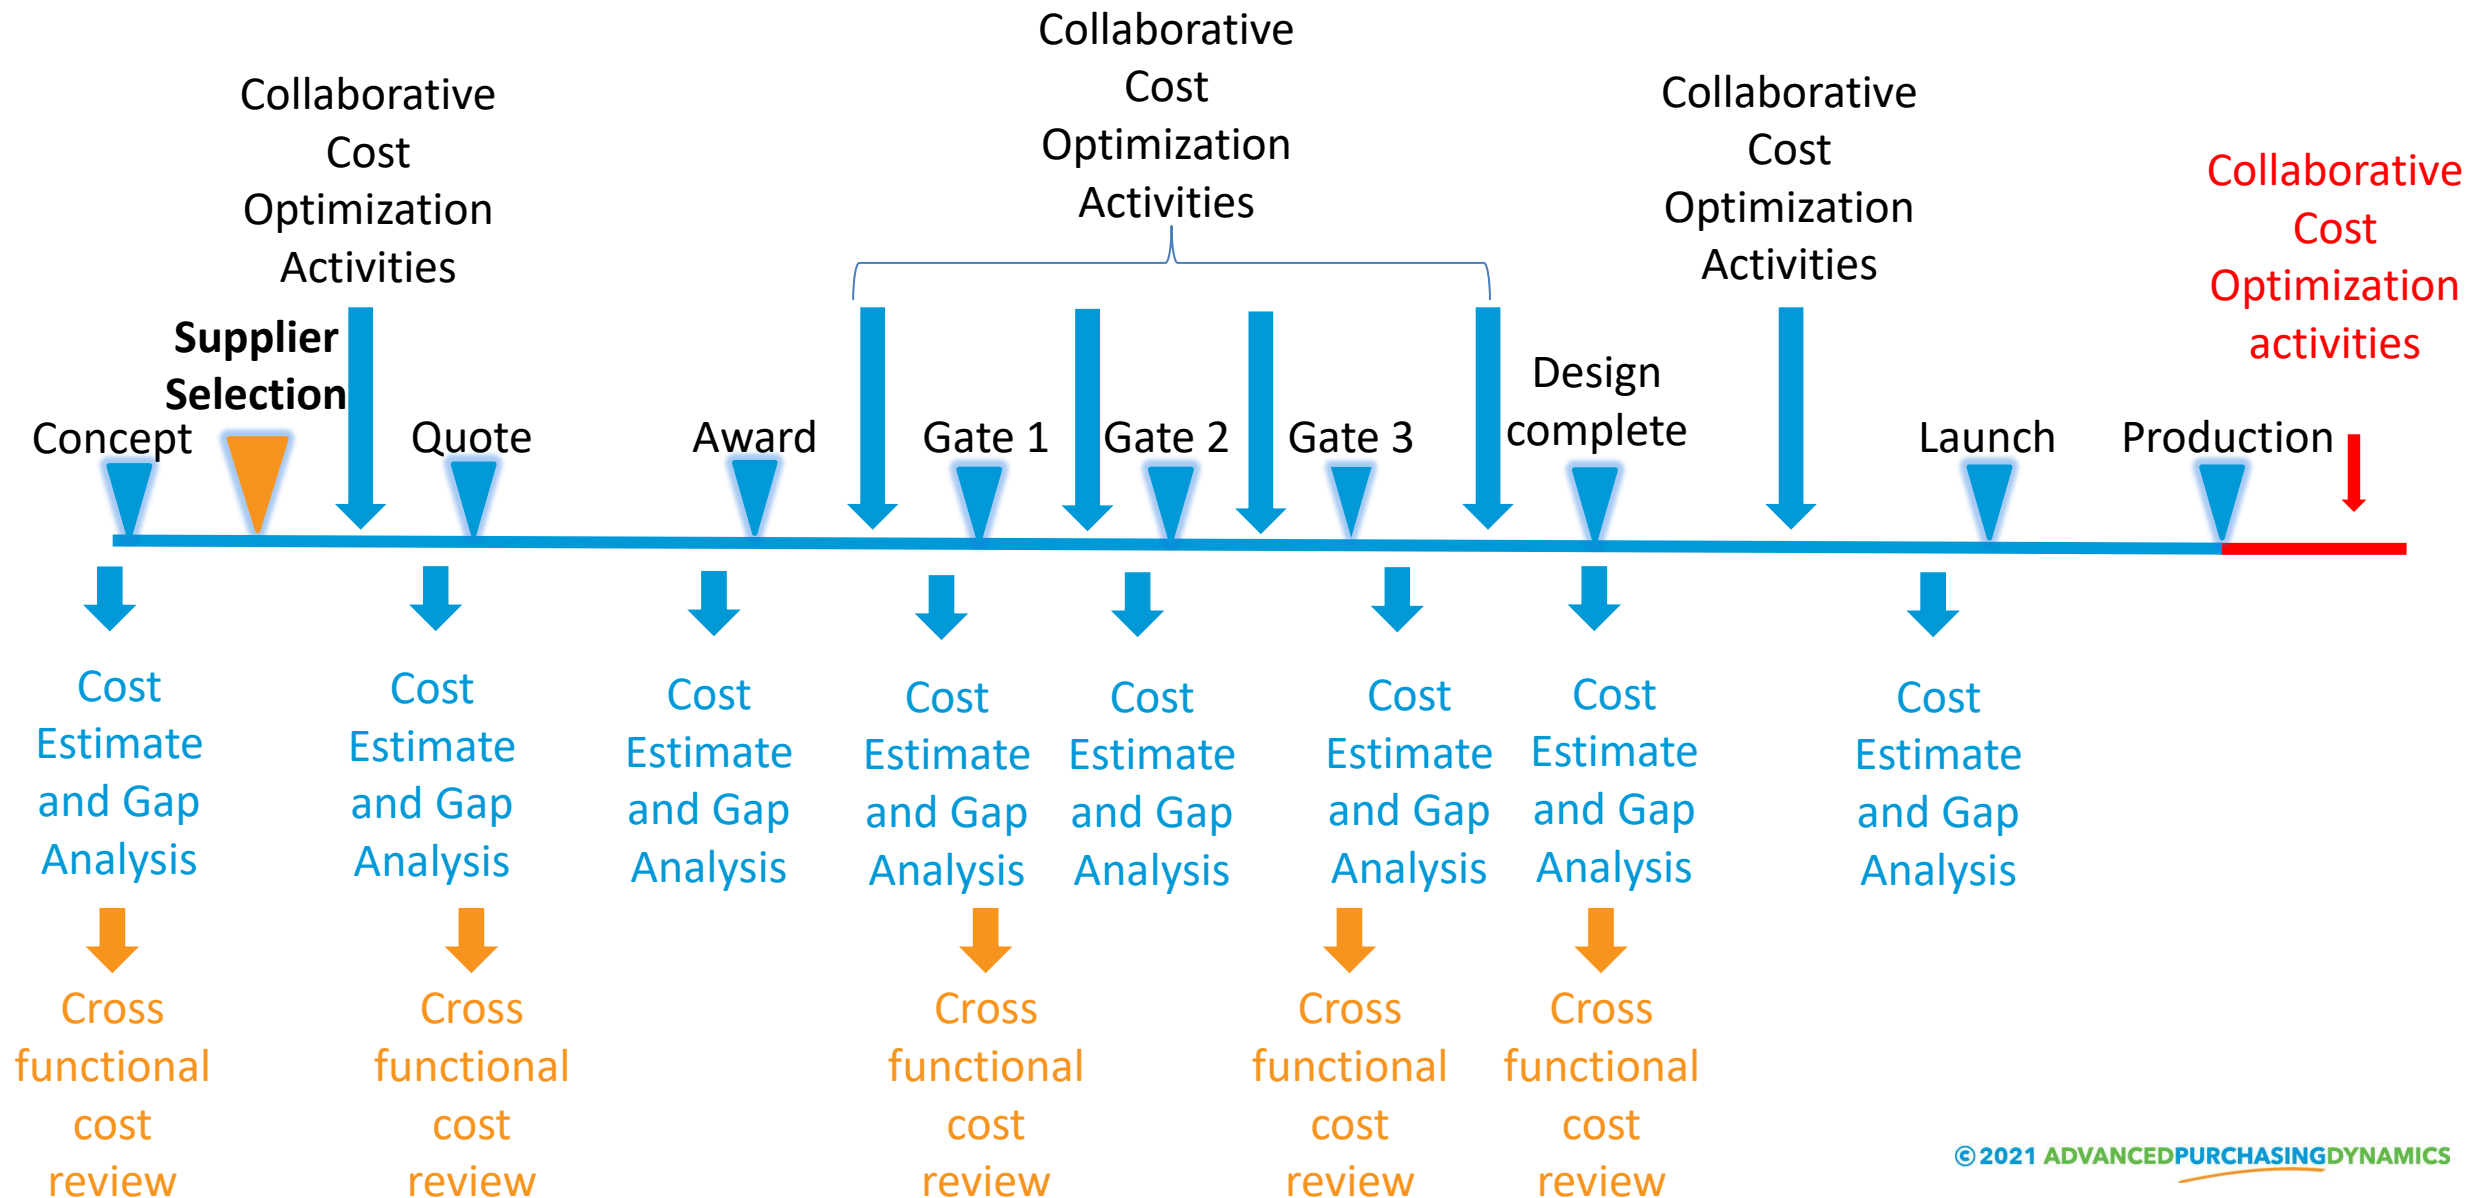 Collaborative
Cost
Optimization
Activities
Collaborative
Cost
Optimization
Activities
Collaborative
Cost
Optimization
Activities
Collaborative
Cost
Optimization
activities
Supplier
Selection
Concept
Quote
Award
Gate 1
Gate 2
Gate 3
Design
complete
Launch
Production
Cost
Estimate
and Gap
Analysis
Cost
Estimate
and Gap
Analysis
Cost
Estimate
and Gap
Analysis
Cost
Estimate
and Gap
Analysis
Cost
Estimate
and Gap
Analysis
Cost
Estimate
and Gap
Analysis
Cost
Estimate
and Gap
Analysis
Cost
Estimate
and Gap
Analysis
Cross
functional
cost
review
Cross
functional
cost
review
Cross
functional
cost
review
Cross
functional
cost
review
Cross
functional
cost
review
© 2021 ADVANCEDPURCHASINGDYNAMICS